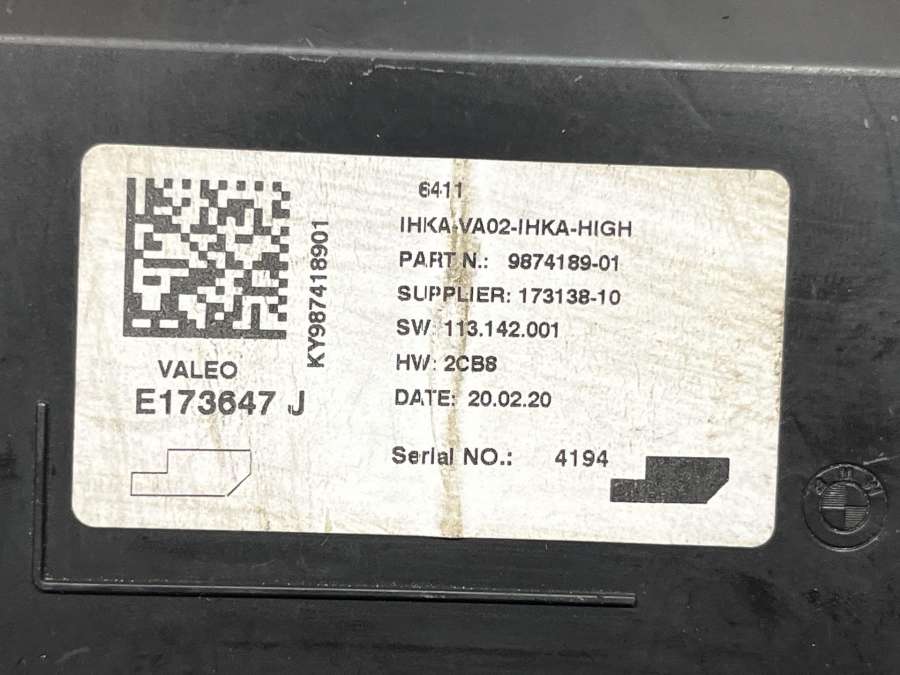 6411
IHKA-VA02-IHKA-HIGH
PART N.: 9874189-01
SUPPLIER: 173138-10
SW: 113.142.001
HW: 2CB8
DATE: 20.02.20
Serial NO.: 4194
KY987418901
VALEO
E173647 J
BMW